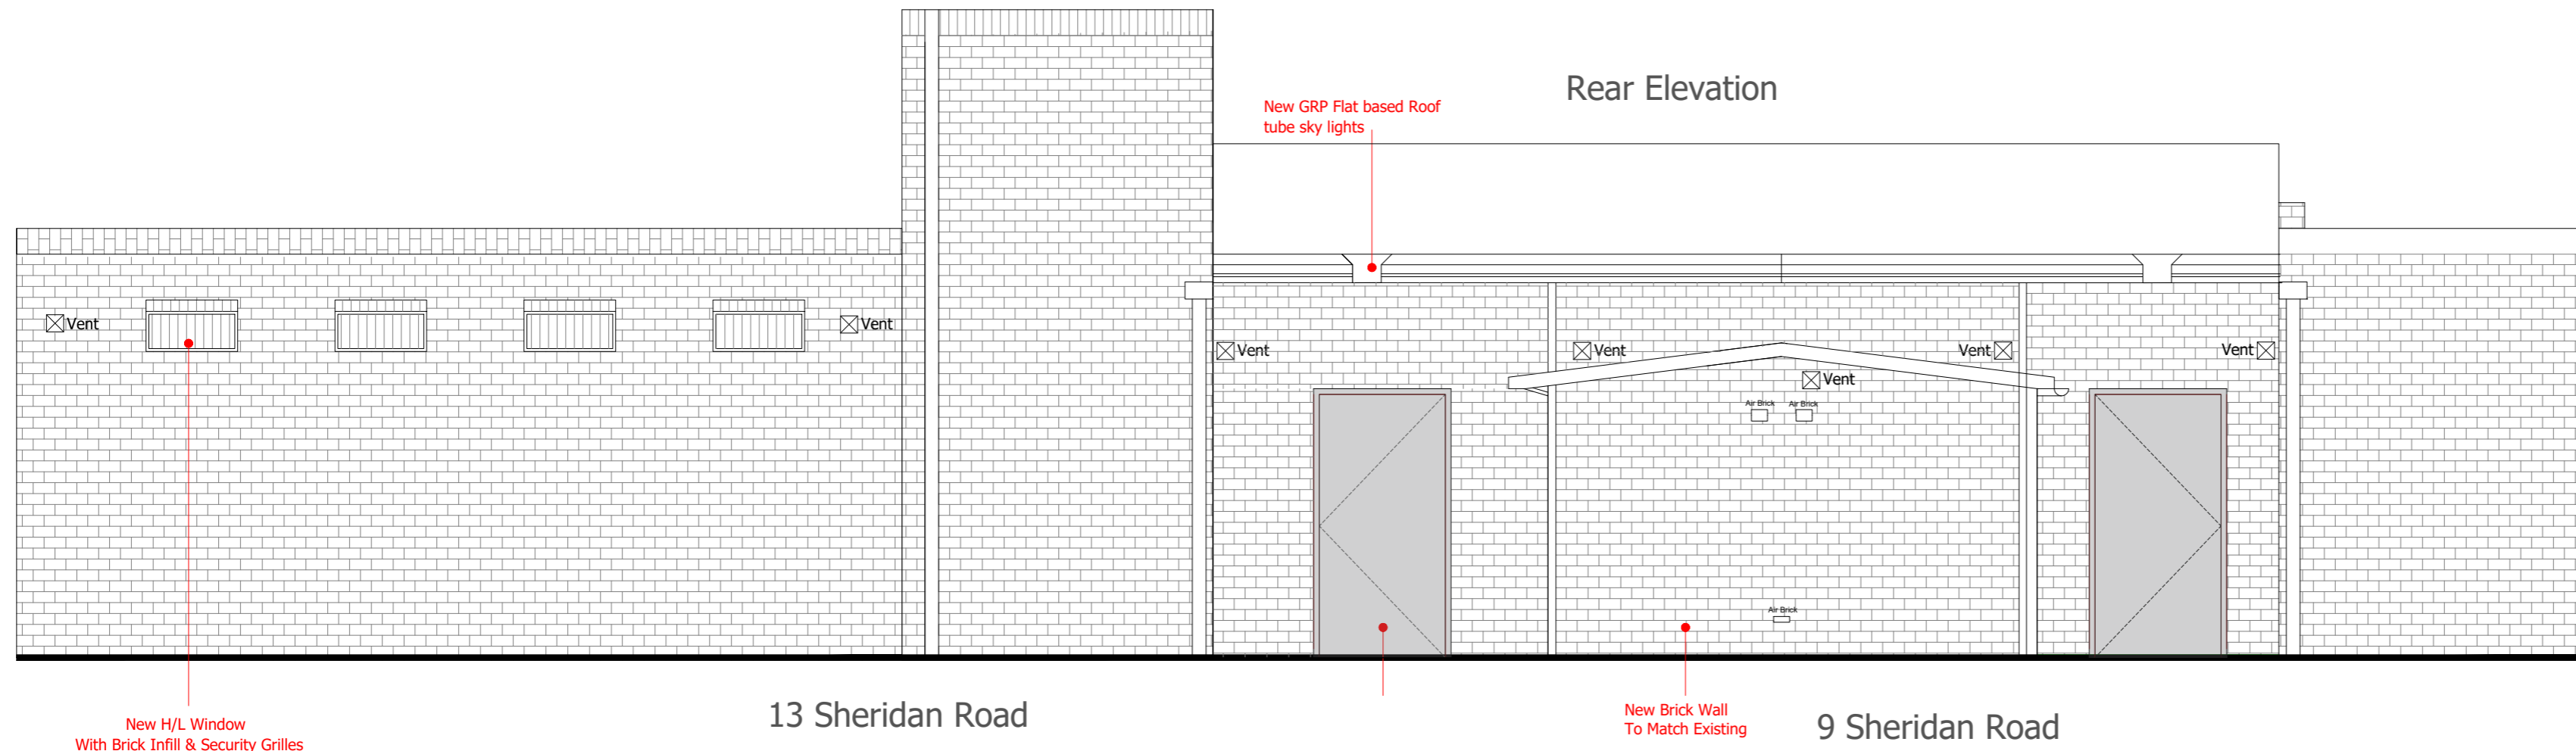 Rear Elevation
New GRP Flat based Roof
tube sky lights
Vent
Vent
Vent
Vent
Vent
Vent
Vent
Air Brick
Air Brick
Air Brick
13 Sheridan Road
New H/L Window
With Brick Infill & Security Grilles
New Brick Wall
To Match Existing
9 Sheridan Road